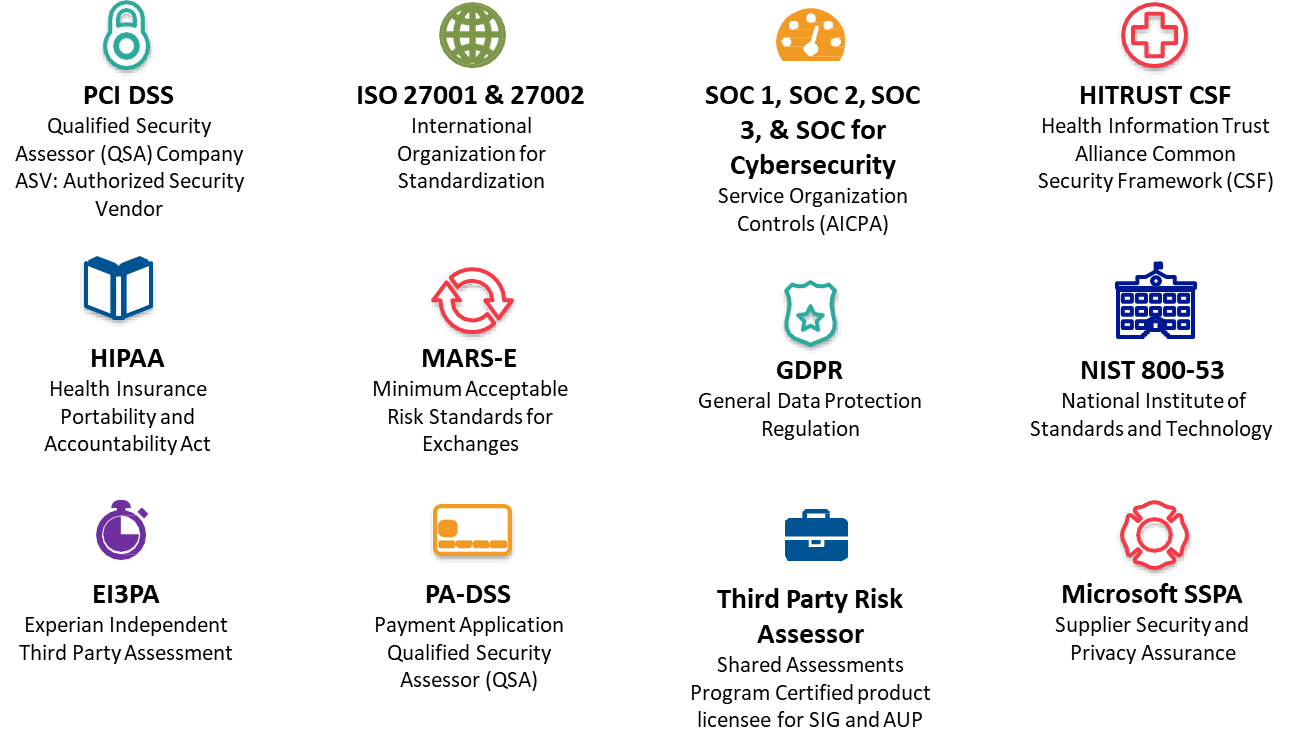 PCI DSS
Qualified Security
Assessor (QSA) Company
ASV: Authorized Security
Vendor
ISO 27001 & 27002
International
Organization for
Standardization
SOC 1, SOC 2, SOC
3, & SOC for
Cybersecurity
Service Organization
Controls (AICPA)
HITRUST CSF
Health Information Trust
Alliance Common
Security Framework (CSF)
HIPAA
Health Insurance
Portability and
Accountability Act
MARS-E
Minimum Acceptable
Risk Standards for
Exchanges
GDPR
General Data Protection
Regulation
NIST 800-53
National Institute of
Standards and Technology
EI3PA
Experian Independent
Third Party Assessment
PA-DSS
Payment Application
Qualified Security
Assessor (QSA)
Third Party Risk
Assessor
Shared Assessments
Program Certified product
licensee for SIG and AUP
Microsoft SSPA
Supplier Security and
Privacy Assurance